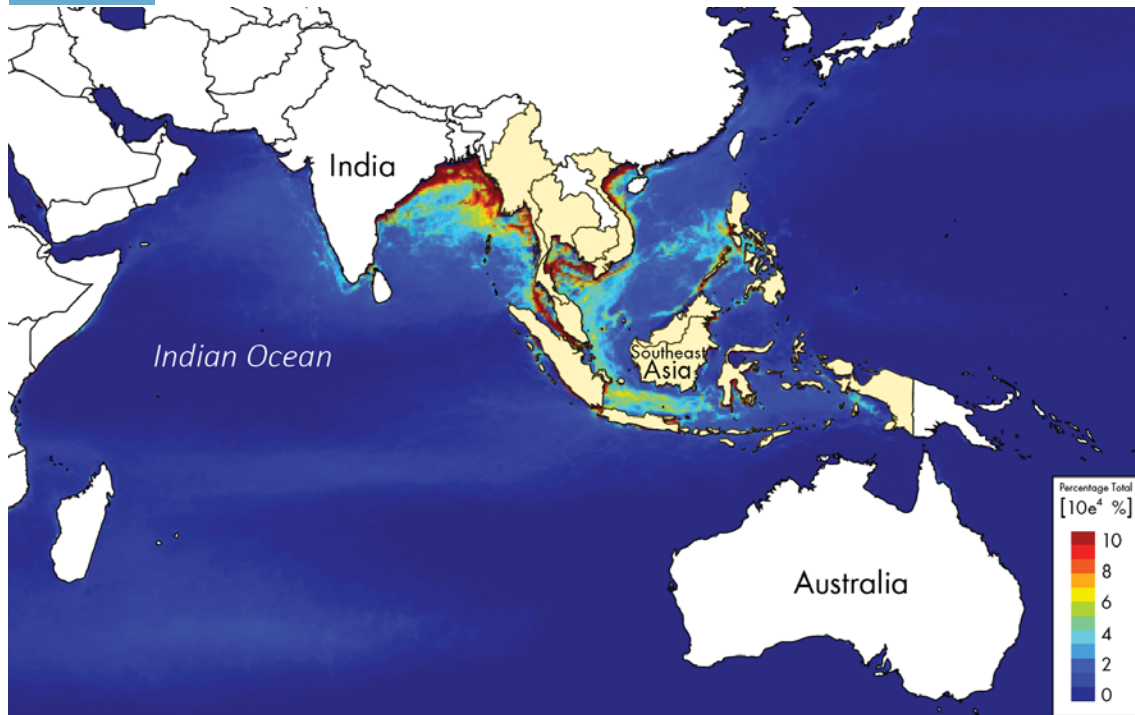 India
Indian Ocean
Southeast
Asia
Australia
Percentage Total
[10e⁴ %]
10
8
6
4
2
0